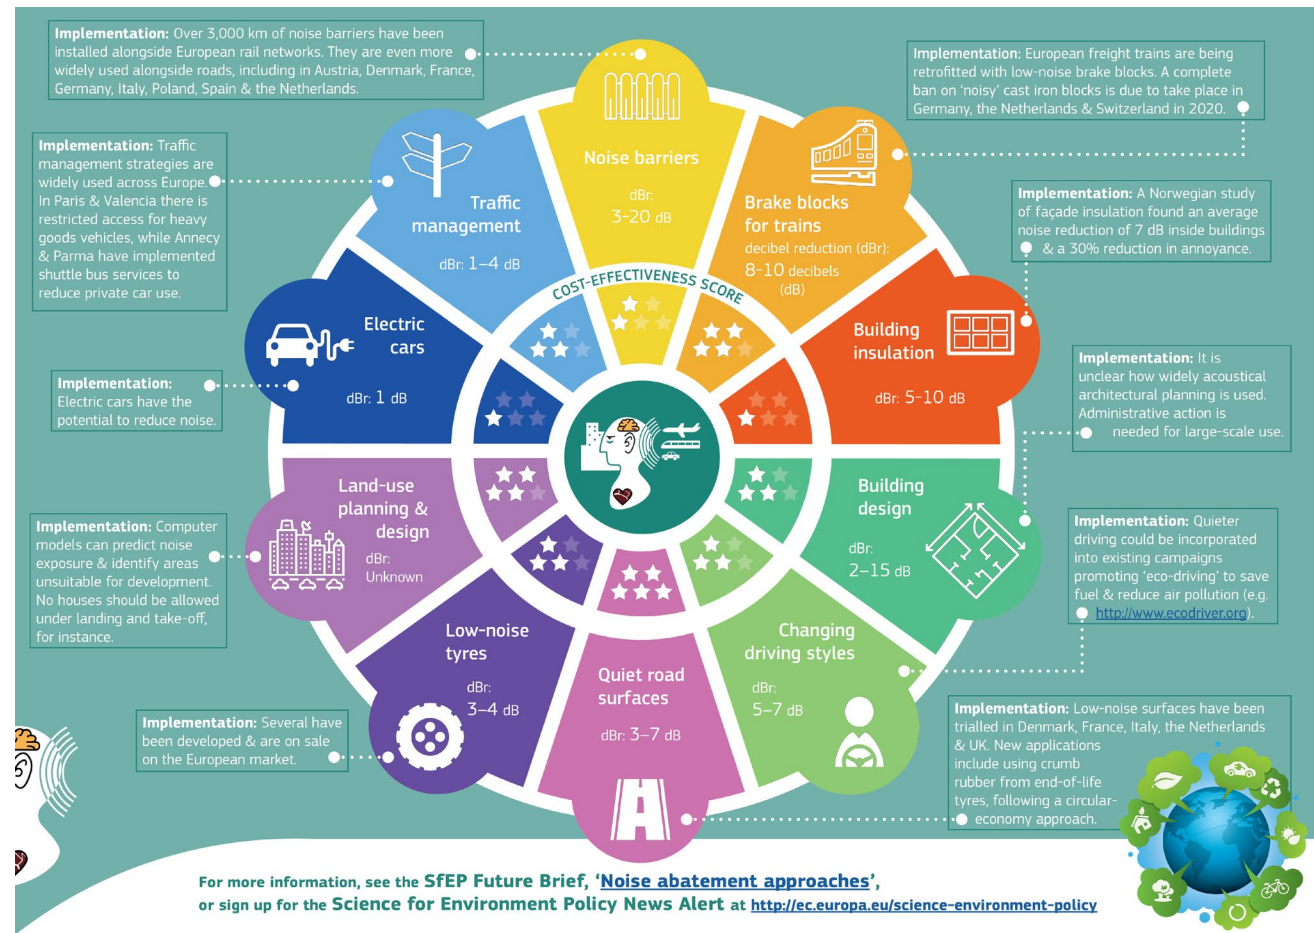 Implementation: Over 3,000 km of noise barriers have been
installed alongside European rail networks. They are even more
widely used alongside roads, including in Austria, Denmark, France,
Germany, Italy, Poland, Spain & the Netherlands.
Implementation: European freight trains are being
retrofitted with low-noise brake blocks. A complete
ban on ‘noisy’ cast iron blocks is due to take place in
Germany, the Netherlands & Switzerland in 2020.
Implementation: Traffic
management strategies are
widely used across Europe.
In Paris & Valencia there is
restricted access for heavy
goods vehicles, while Annecy
& Parma have implemented
shuttle bus services to
reduce private car use.
Implementation: A Norwegian study
of façade insulation found an average
noise reduction of 7 dB inside buildings
& a 30% reduction in annoyance.
Implementation:
Electric cars have the
potential to reduce noise.
Implementation: It is
unclear how widely acoustical
architectural planning is used.
Administrative action is
needed for large-scale use.
Implementation: Computer
models can predict noise
exposure & identify areas
unsuitable for development.
No houses should be allowed
under landing and take-off,
for instance.
Implementation: Quieter
driving could be incorporated
into existing campaigns
promoting ‘eco-driving’ to save
fuel & reduce air pollution (e.g.
http://www.ecodriver.org).
Implementation: Several have
been developed & are on sale
on the European market.
Implementation: Low-noise surfaces have been
trialled in Denmark, France, Italy, the Netherlands
& UK. New applications
include using crumb
rubber from end-of-life
tyres, following a circular-
economy approach.
Noise barriers
dBr:
3-20 dB
Brake blocks
for trains
decibel reduction (dBr):
8-10 decibels
(dB)
Building
insulation
dBr: 5-10 dB
Building
design
dBr:
2–15 dB
Changing
driving styles
dBr:
5–7 dB
Quiet road
surfaces
dBr: 3–7 dB
Low-noise
tyres
dBr:
3–4 dB
Land-use
planning &
design
dBr:
Unknown
Electric
cars
dBr: 1 dB
Traffic
management
dBr: 1–4 dB
COST-EFFECTIVENESS SCORE
For more information, see the SfEP Future Brief, ‘Noise abatement approaches’,
or sign up for the Science for Environment Policy News Alert at http://ec.europa.eu/science-environment-policy